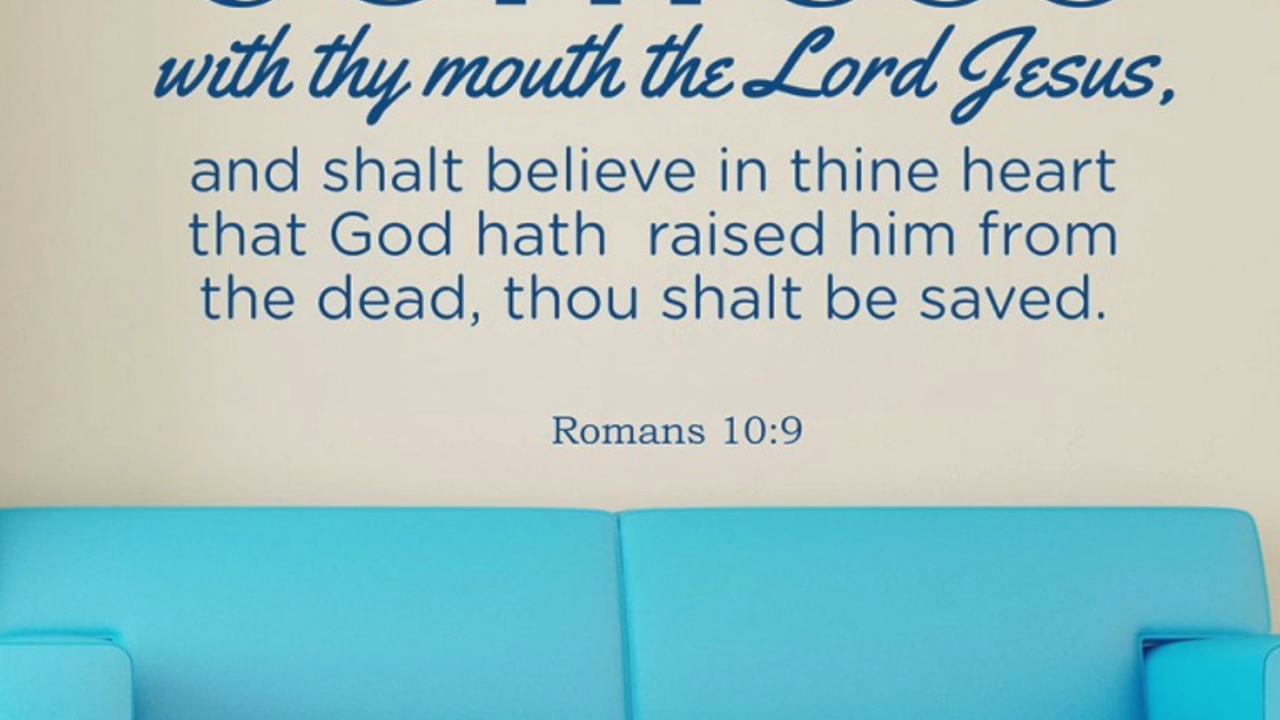 with thy mouth the Lord Jesus,
and shalt believe in thine heart
that God hath raised him from
the dead, thou shalt be saved.
Romans 10:9